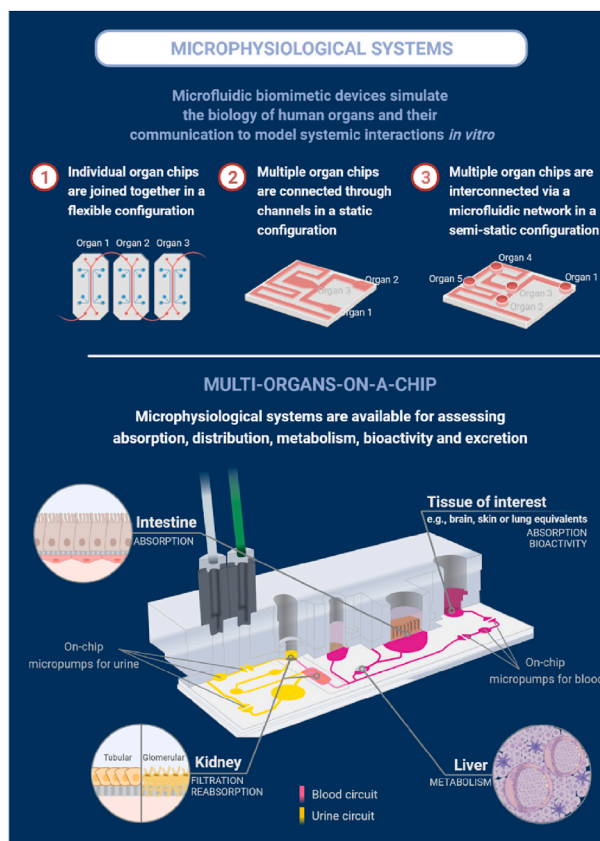 MICROPHYSIOLOGICAL SYSTEMS
Microfluidic biomimetic devices simulate
the biology of human organs and their
communication to model systemic interactions in vitro
1
Individual organ chips
are joined together in a
flexible configuration
Organ 1 Organ 2 Organ 3
2
Multiple organ chips
are connected through
channels in a static
configuration
Organ 2
Organ 3
Organ 1
3
Multiple organ chips are
interconnected via a
microfluidic network in a
semi-static configuration
Organ 4
Organ 5
Organ 1
Organ 3
Organ 2
MULTI-ORGANS-ON-A-CHIP
Microphysiological systems are available for assessing
absorption, distribution, metabolism, bioactivity and excretion
Intestine
ABSORPTION
Tissue of interest
e.g., brain, skin or lung equivalents
ABSORPTION
BIOACTIVITY
On-chip
micropumps for urine
On-chip
micropumps for blood
Tubular
Glomerular
Kidney
FILTRATION
REABSORPTION
Liver
METABOLISM
Blood circuit
Urine circuit